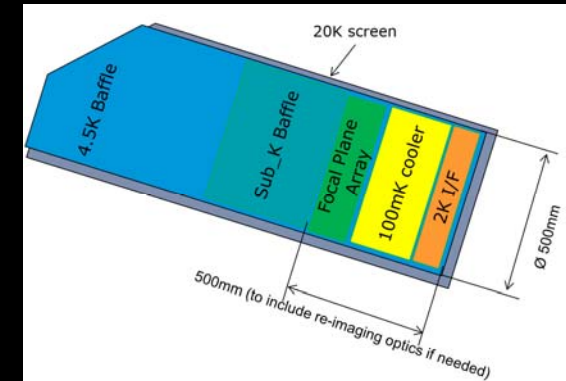 20K screen
4.5K Baffle
Sub_K Baffle
Focal Plane
Array
100mK cooler
2K I/F
Ø 500mm
500mm (to include re-imaging optics if needed)